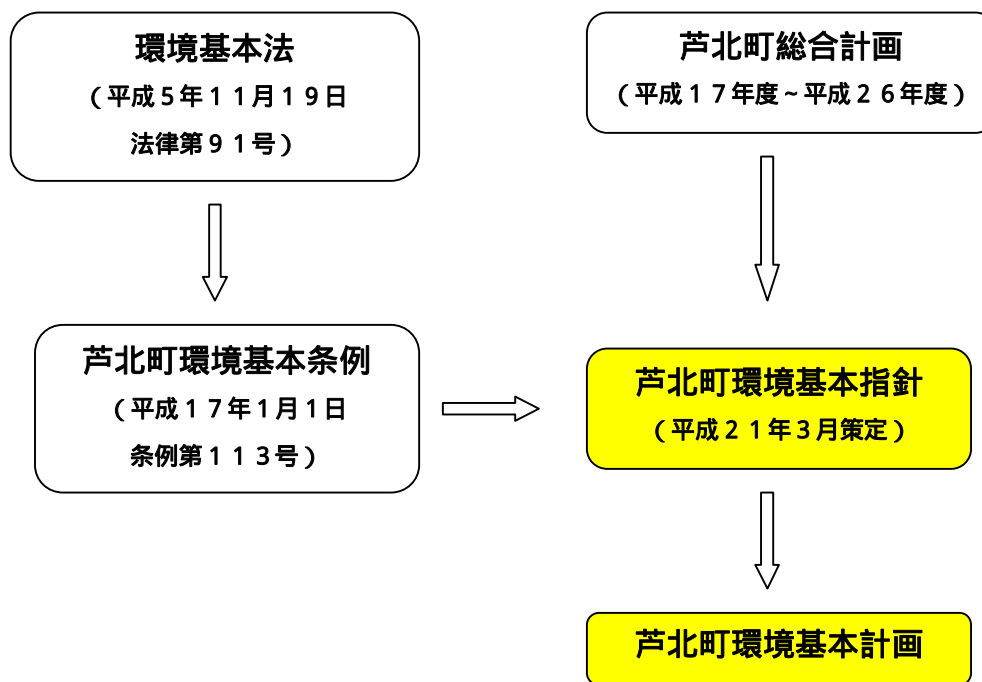 環境基本法
（平成５年１１月１９日
法律第９１号）
芦北町総合計画
（平成１７年度～平成２６年度）
芦北町環境基本条例
（平成１７年１月１日
条例第１１３号）
芦北町環境基本指針
（平成２１年３月策定）
芦北町環境基本計画